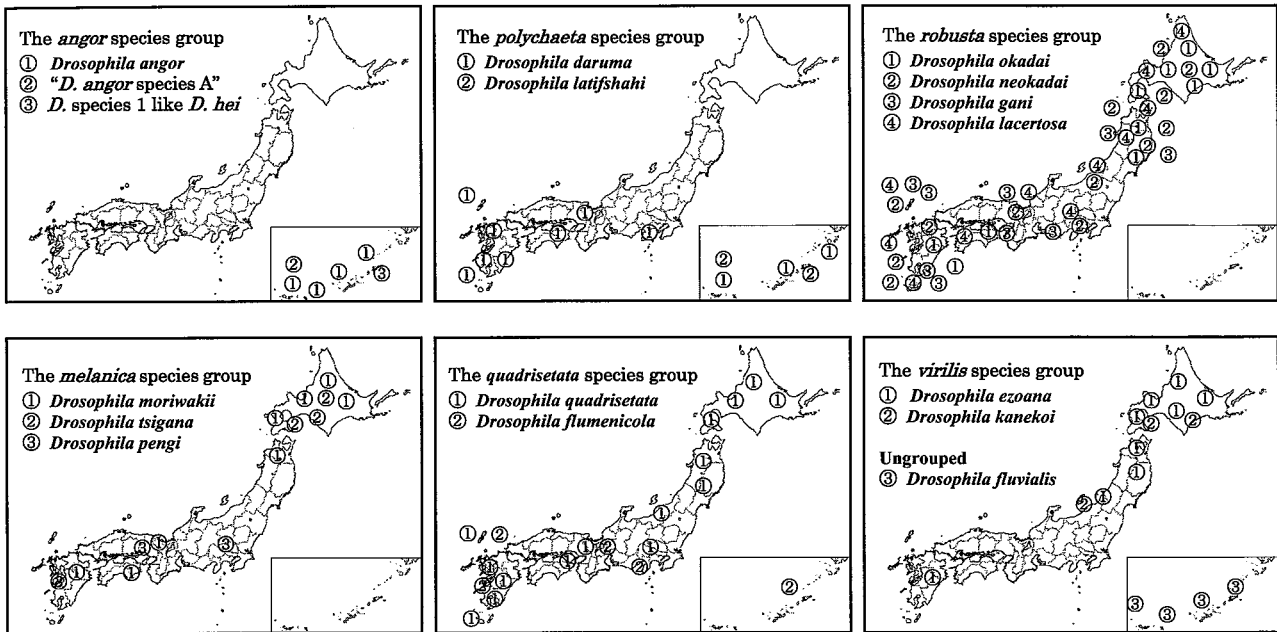 The angor species group
① Drosophila angor
② "D. angor species A"
③ D. species 1 like D. hei
The polychaeta species group
① Drosophila daruma
② Drosophila latifshahi
The robusta species group
① Drosophila okadai
② Drosophila neokadai
③ Drosophila gani
④ Drosophila lacertosa
The melanica species group
① Drosophila moriwakii
② Drosophila tsigana
③ Drosophila pengi
The quadrisetata species group
① Drosophila quadrisetata
② Drosophila flumenicola
The virilis species group
① Drosophila ezoana
② Drosophila kanekoi
Ungrouped
③ Drosophila fluvialis